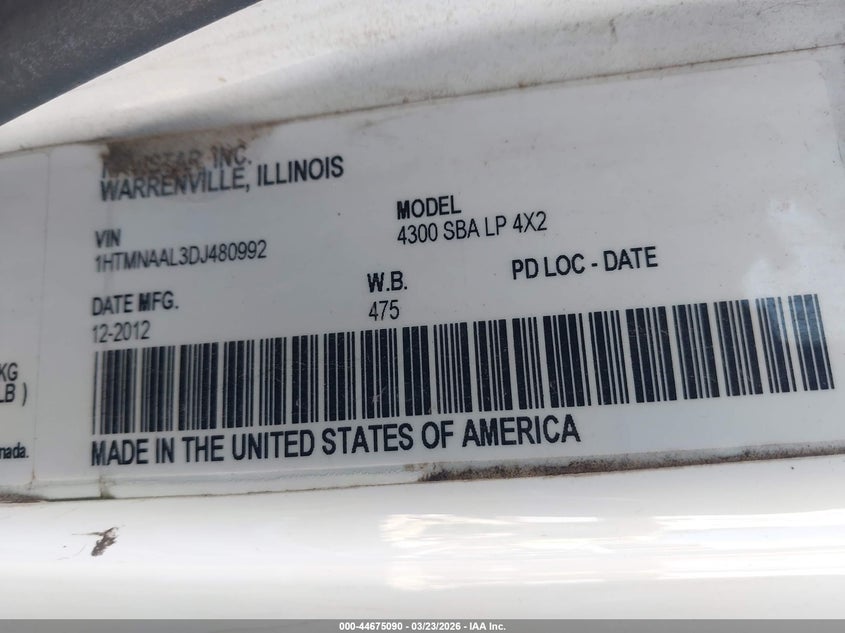 INC.
WARRENVILLE, ILLINOIS
VIN
1HTMNAAL3DJ480992
MODEL
4300 SBA LP 4X2
DATE MFG.
12-2012
W.B.
475
PD LOC - DATE
KG
LB )
nada.
MADE IN THE UNITED STATES OF AMERICA
000-44675090 - 03/23/2026 - IAA Inc.